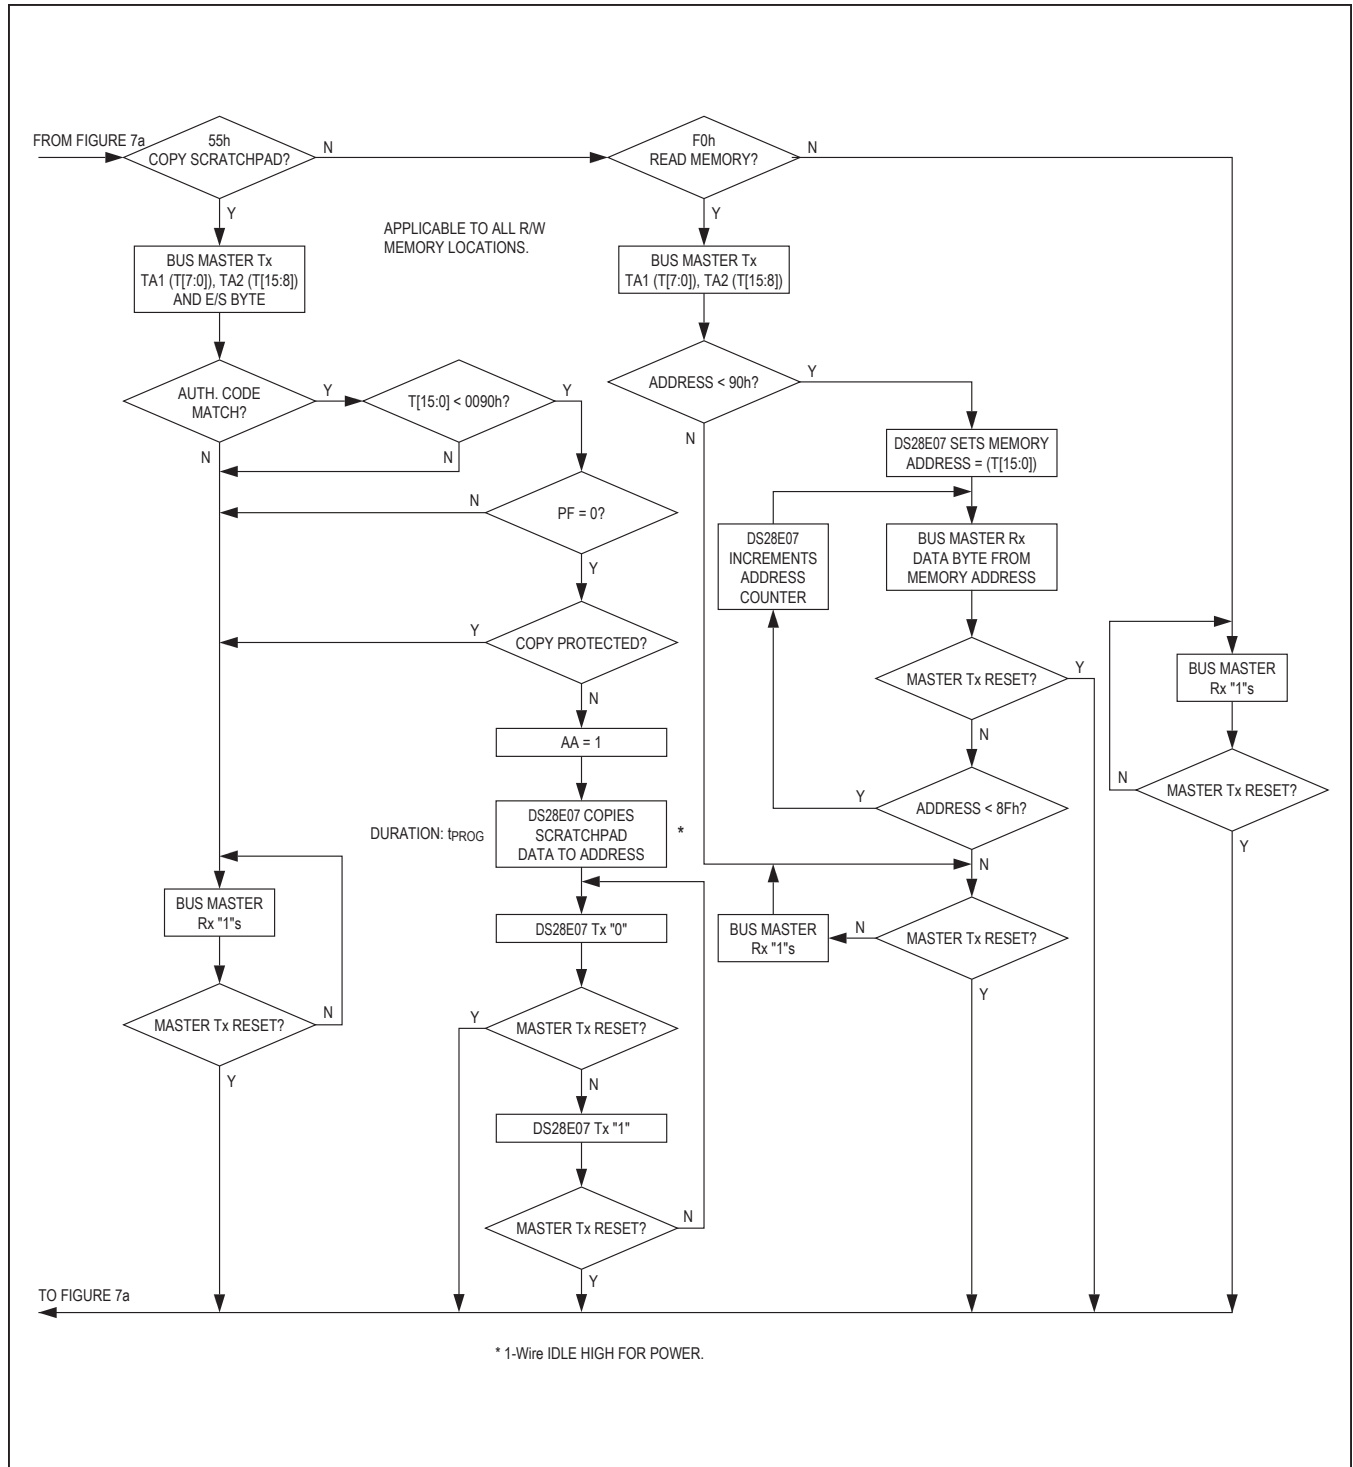 FROM FIGURE 7a
55h
COPY SCRATCHPAD?
N
F0h
READ MEMORY?
N
Y
Y
APPLICABLE TO ALL R/W
MEMORY LOCATIONS.
BUS MASTER Tx
TA1 (T[7:0]), TA2 (T[15:8])
AND E/S BYTE
BUS MASTER Tx
TA1 (T[7:0]), TA2 (T[15:8])
AUTH. CODE
MATCH?
Y
T[15:0] < 0090h?
Y
ADDRESS < 90h?
Y
N
N
N
DS28E07 SETS MEMORY
ADDRESS = (T[15:0])
N
PF = 0?
Y
DS28E07
INCREMENTS
ADDRESS
COUNTER
BUS MASTER Rx
DATA BYTE FROM
MEMORY ADDRESS
Y
COPY PROTECTED?
N
MASTER Tx RESET?
Y
N
BUS MASTER
Rx "1"s
AA = 1
N
MASTER Tx RESET?
Y
Y
ADDRESS < 8Fh?
N
DURATION: tPROG
DS28E07 COPIES
SCRATCHPAD
DATA TO ADDRESS
*
BUS MASTER
Rx "1"s
DS28E07 Tx "0"
BUS MASTER
Rx "1"s
N
MASTER Tx RESET?
Y
MASTER Tx RESET?
N
Y
Y
MASTER Tx RESET?
N
DS28E07 Tx "1"
MASTER Tx RESET?
N
Y
TO FIGURE 7a
* 1-Wire IDLE HIGH FOR POWER.